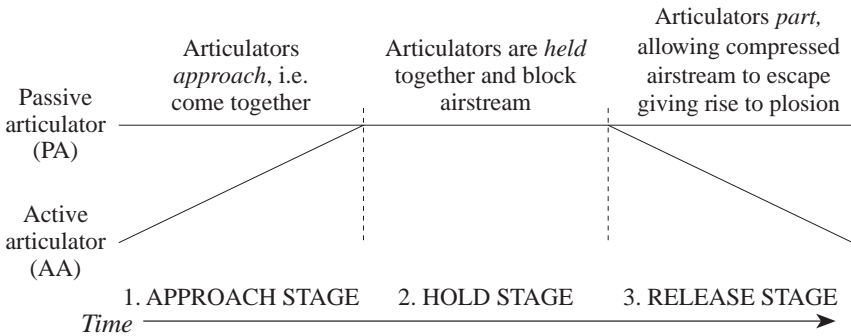 Articulators
approach, i.e.
come together
Articulators are held
together and block
airstream
Articulators part,
allowing compressed
airstream to escape
giving rise to plosion
Passive
articulator
(PA)
Active
articulator
(AA)
1. APPROACH STAGE
2. HOLD STAGE
3. RELEASE STAGE
Time